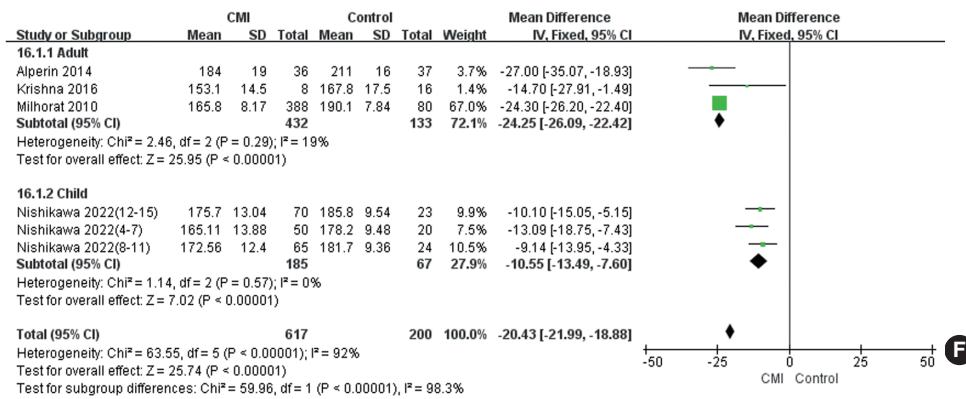 CMI Control Mean Difference Mean Difference
Study or Subgroup Mean SD Total Mean SD Total Weight IV, Fixed, 95% CI IV, Fixed, 95% CI
16.1.1 Adult
Alperin 2014 184 19 36 211 16 37 3.7% -27.00 [-35.07, -18.93]
Krishna 2016 153.1 14.5 8 167.8 17.5 16 1.4% -14.70 [-27.91, -1.49]
Milhorat 2010 165.8 8.17 388 190.1 7.84 80 67.0% -24.30 [-26.20, -22.40]
Subtotal (95% CI) 432 133 72.1% -24.25 [-26.09, -22.42]
Heterogeneity: Chi² = 2.46, df = 2 (P = 0.29); I² = 19%
Test for overall effect: Z = 25.95 (P < 0.00001)
16.1.2 Child
Nishikawa 2022(12-15) 175.7 13.04 70 185.8 9.54 23 9.9% -10.10 [-15.05, -5.15]
Nishikawa 2022(4-7) 165.11 13.88 50 178.2 9.48 20 7.5% -13.09 [-18.75, -7.43]
Nishikawa 2022(8-11) 172.56 12.4 65 181.7 9.36 24 10.5% -9.14 [-13.95, -4.33]
Subtotal (95% CI) 185 67 27.9% -10.55 [-13.49, -7.60]
Heterogeneity: Chi² = 1.14, df = 2 (P = 0.57); I² = 0%
Test for overall effect: Z = 7.02 (P < 0.00001)
Total (95% CI) 617 200 100.0% -20.43 [-21.99, -18.88]
Heterogeneity: Chi² = 63.55, df = 5 (P < 0.00001); I² = 92%
Test for overall effect: Z = 25.74 (P < 0.00001)
Test for subgroup differences: Chi² = 59.96, df = 1 (P < 0.00001), I² = 98.3%
-50 -25 0 25 50
CMI Control
F